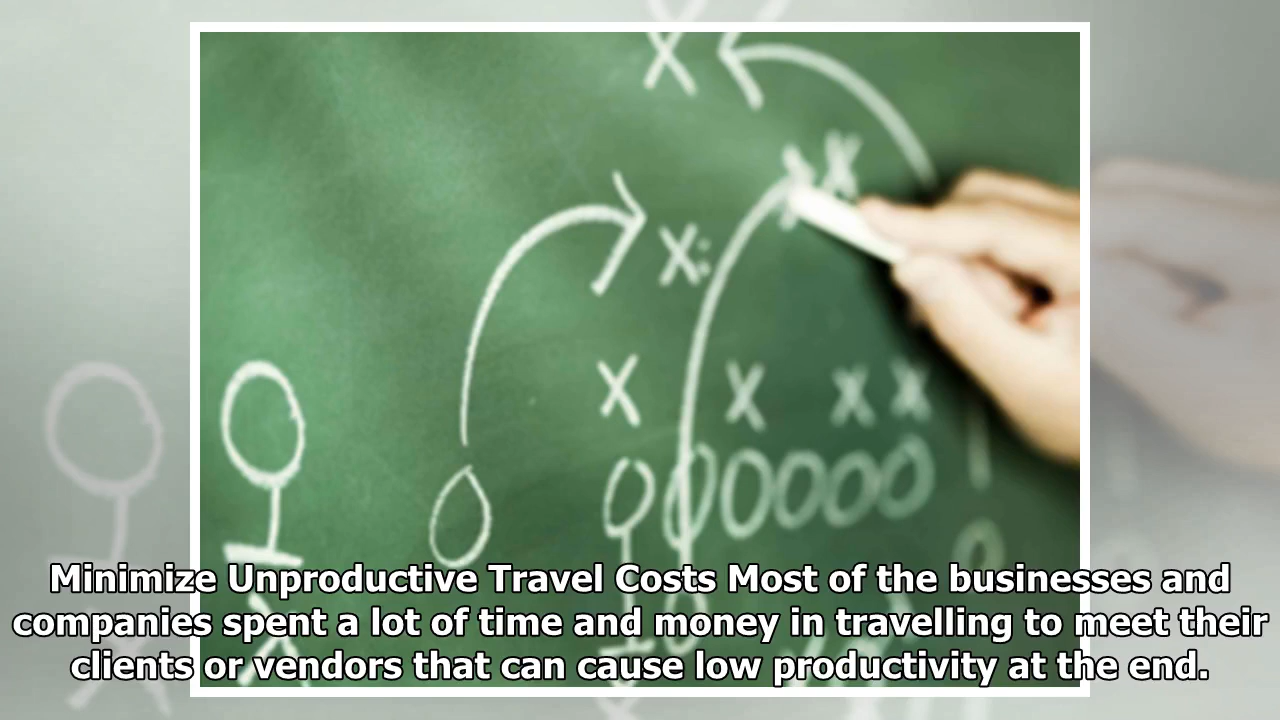 Minimize Unproductive Travel Costs Most of the businesses and
companies spent a lot of time and money in travelling to meet their
clients or vendors that can cause low productivity at the end.